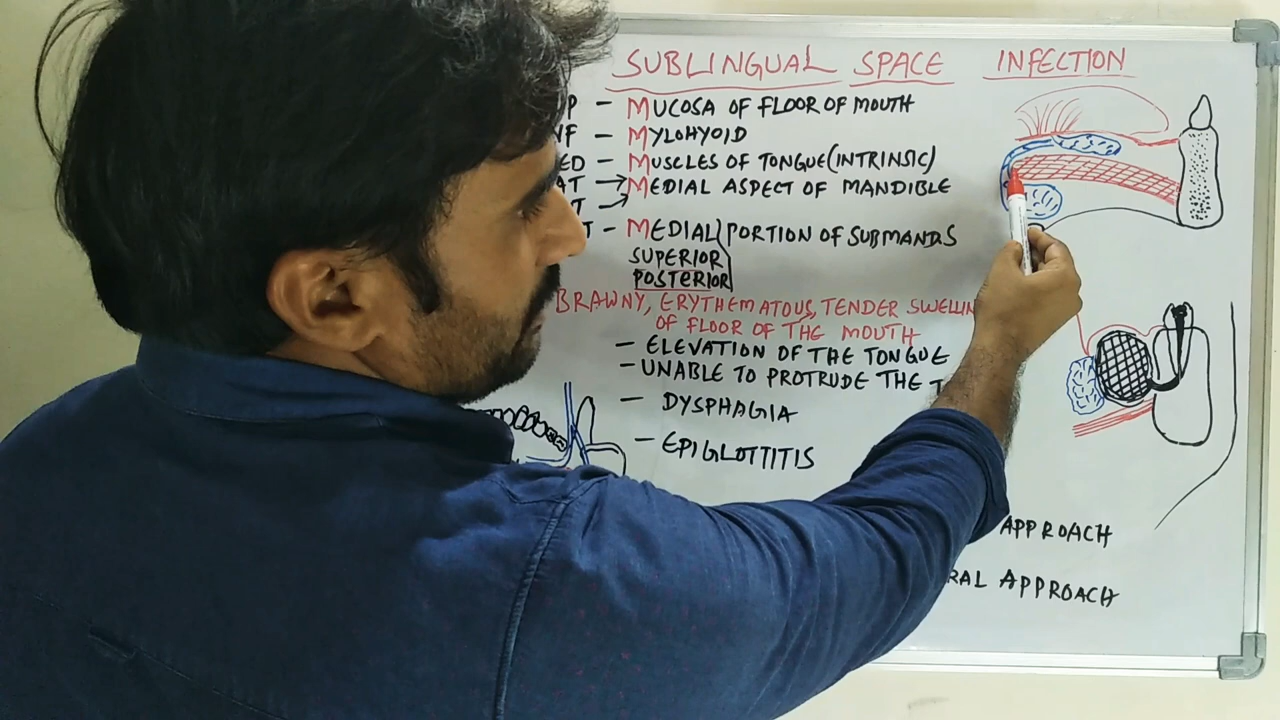 SUBLINGUAL SPACE INFECTION
P - MUCOSA OF FLOOR OF MOUTH
NF - MYLOHYOID
ED - MUSCLES OF TONGUE (INTRINSIC)
AT → MEDIAL ASPECT OF MANDIBLE
T
T - MEDIAL PORTION OF SUBMAND.S
SUPERIOR
POSTERIOR
BRAWNY, ERYTHEMATOUS, TENDER SWELLIN
OF FLOOR OF THE MOUTH
- ELEVATION OF THE TONGUE
- UNABLE TO PROTRUDE THE T
- DYSPHAGIA
- EPIGLOTTITIS
APPROACH
RAL APPROACH